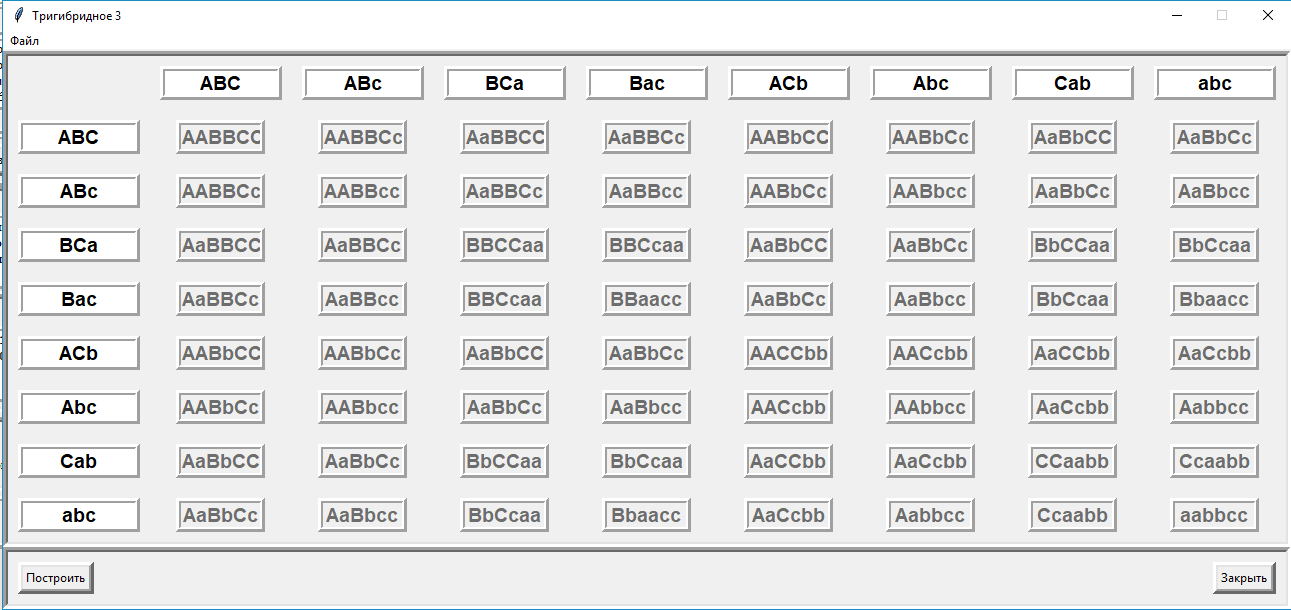 Тригибридное 3
Файл
ABC ABc BCa Bac ACb Abc Cab abc
ABC AABBCC AABBCc AaBBCC AaBBCc AABbCC AABbCc AaBbCC AaBbCc
ABc AABBCc AABBcc AaBBCc AaBBcc AABbCc AABbcc AaBbCc AaBbcc
BCa AaBBCC AaBBCc BBCCaa BBCcaa AaBbCC AaBbCc BbCCaa BbCcaa
Bac AaBBCc AaBBcc BBCcaa BBaacc AaBbCc AaBbcc BbCcaa Bbaacc
ACb AABbCC AABbCc AaBbCC AaBbCc AACCbb AACcbb AaCCbb AaCcbb
Abc AABbCc AABbcc AaBbCc AaBbcc AACcbb AAbbcc AaCcbb Aabbcc
Cab AaBbCC AaBbCc BbCCaa BbCcaa AaCCbb AaCcbb CCaabb Ccaabb
abc AaBbCc AaBbcc BbCcaa Bbaacc AaCcbb Aabbcc Ccaabb aabbcc
Построить Закрыть